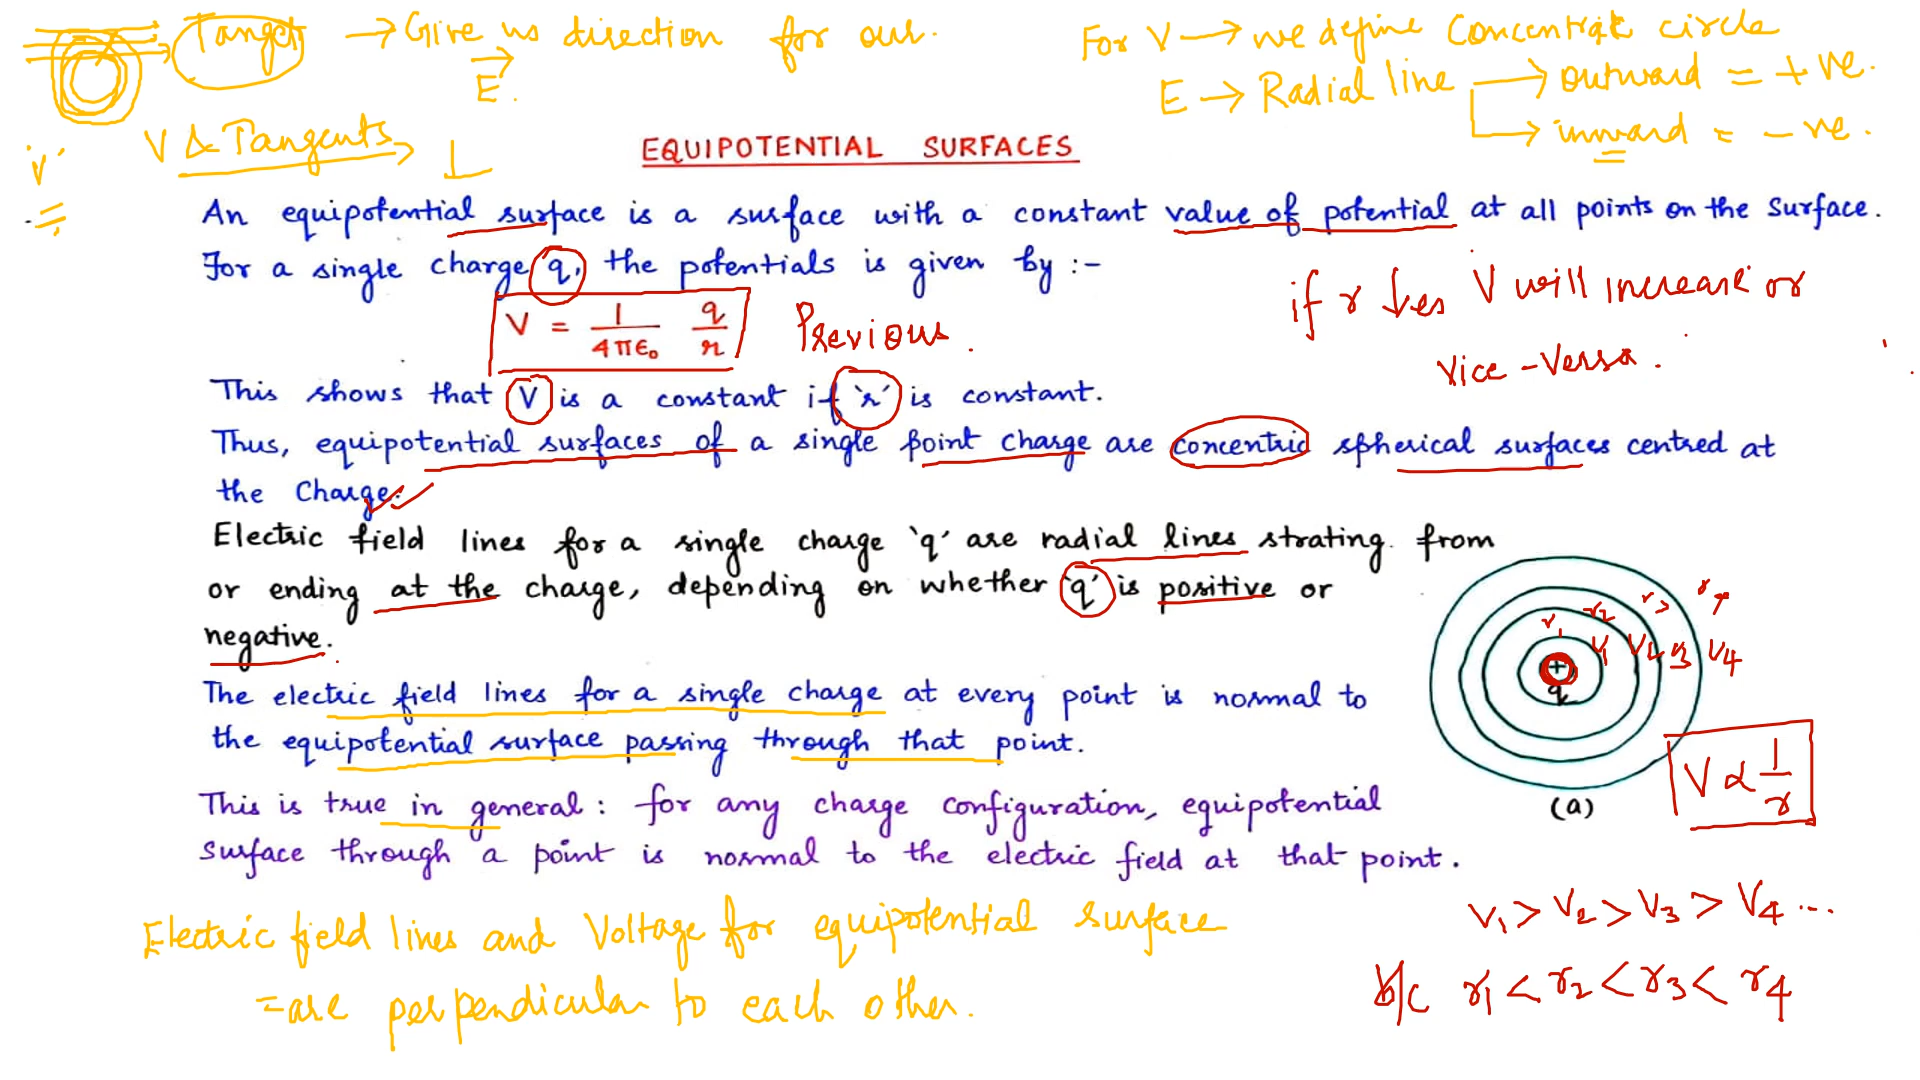 Tanget → Give us direction for our.
E
For V → we define Concentric circle
E → Radial line → outward = +ve.
→ inward = -ve.
V & Tangents → ⊥
'V'
EQUIPOTENTIAL SURFACES
An equipotential surface is a surface with a constant value of potential at all points on the surface.
For a single charge q, the potentials is given by :-
V = 1/4πε₀ q/r
Previous.
if r ↓es V will increase or
Vice-Versa.
This shows that V is a constant if 'r' is constant.
Thus, equipotential surfaces of a single point charge are concentric spherical surfaces centred at
the Charge.
Electric field lines for a single charge 'q' are radial lines strating from
or ending at the charge, depending on whether 'q' is positive or
negative.
The electric field lines for a single charge at every point is normal to
the equipotential surface passing through that point.
This is true in general : for any charge configuration, equipotential
surface through a point is normal to the electric field at that point.
r₁ r₂ r₃ r₄
V₁ V₂ V₃ V₄
+
q
(a)
V ∝ 1/r
Electric field lines and Voltage for equipotential surface
= are perpendicular to each other.
V₁ > V₂ > V₃ > V₄ ...
b/c r₁ < r₂ < r₃ < r₄